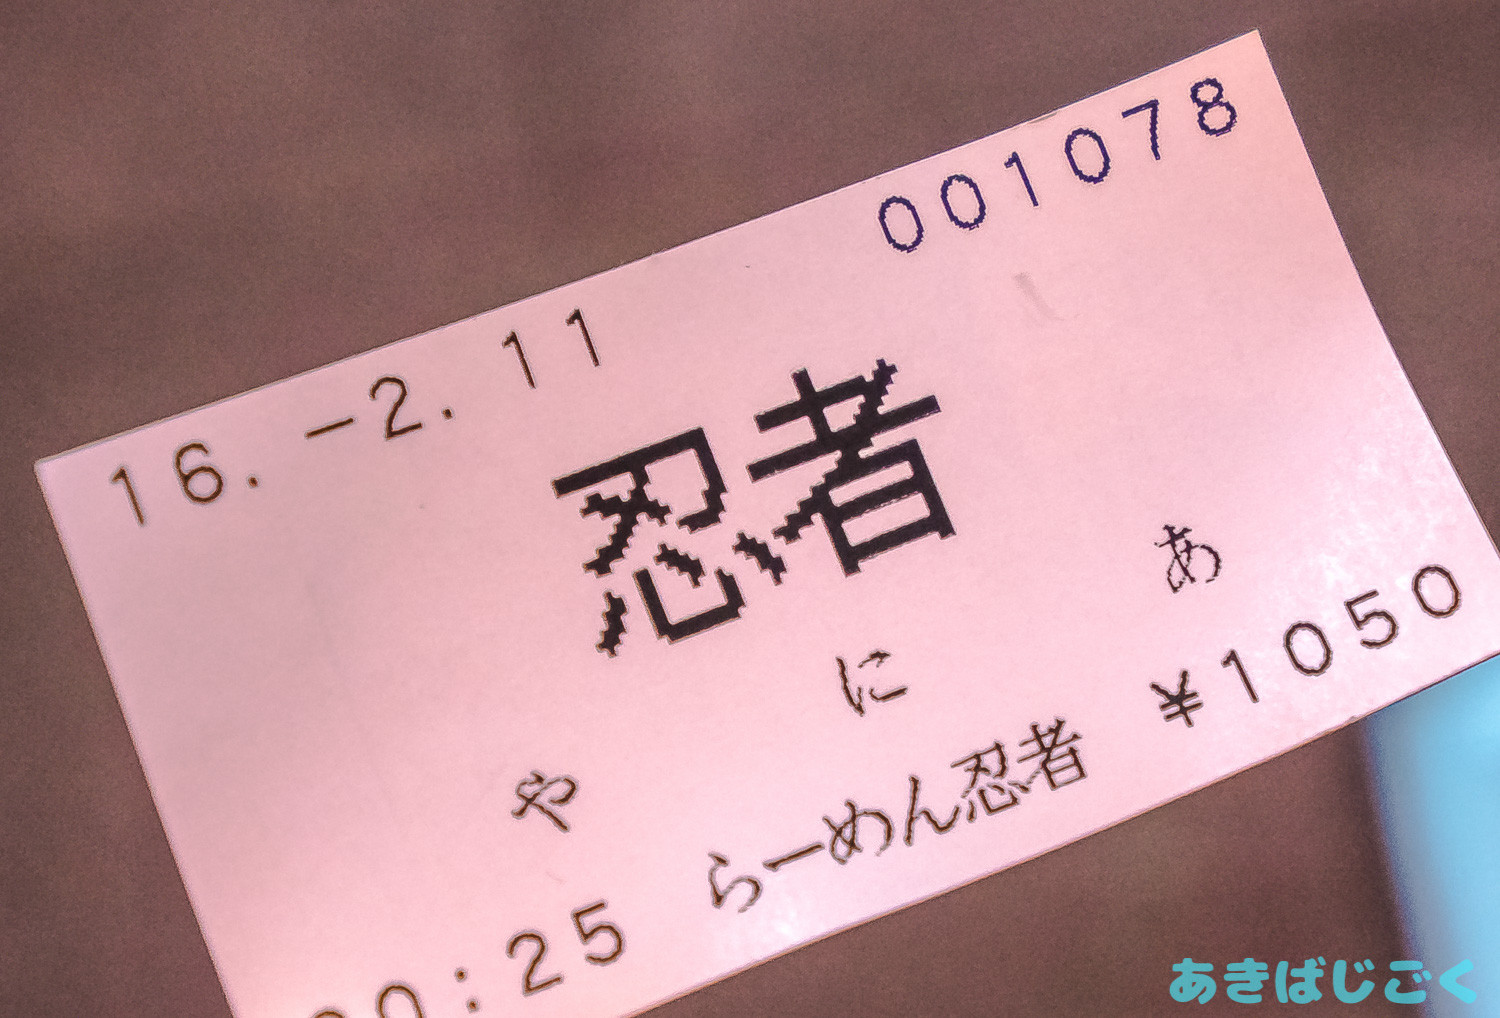 001078
16.-2.11
忍者
や に あ
20:25 らーめん忍者 ¥1050
あきばじごく